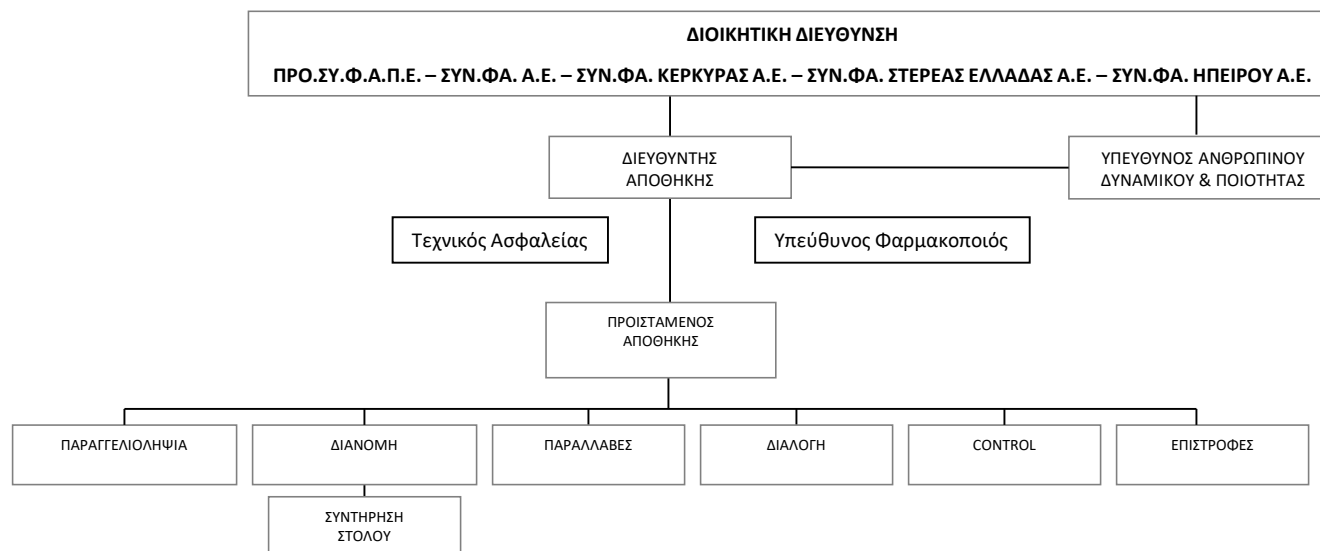 ΔΙΟΙΚΗΤΙΚΗ ΔΙΕΥΘΥΝΣΗ
ΠΡΟ.ΣΥ.Φ.Α.Π.Ε. – ΣΥΝ.ΦΑ. Α.Ε. – ΣΥΝ.ΦΑ. ΚΕΡΚΥΡΑΣ Α.Ε. – ΣΥΝ.ΦΑ. ΣΤΕΡΕΑΣ ΕΛΛΑΔΑΣ Α.Ε. – ΣΥΝ.ΦΑ. ΗΠΕΙΡΟΥ Α.Ε.
ΔΙΕΥΘΥΝΤΗΣ
ΑΠΟΘΗΚΗΣ
ΥΠΕΥΘΥΝΟΣ ΑΝΘΡΩΠΙΝΟΥ
ΔΥΝΑΜΙΚΟΥ & ΠΟΙΟΤΗΤΑΣ
Τεχνικός Ασφαλείας
Υπεύθυνος Φαρμακοποιός
ΠΡΟΙΣΤΑΜΕΝΟΣ
ΑΠΟΘΗΚΗΣ
ΠΑΡΑΓΓΕΛΙΟΛΗΨΙΑ
ΔΙΑΝΟΜΗ
ΠΑΡΑΛΛΑΒΕΣ
ΔΙΑΛΟΓΗ
CONTROL
ΕΠΙΣΤΡΟΦΕΣ
ΣΥΝΤΗΡΗΣΗ
ΣΤΟΛΟΥ